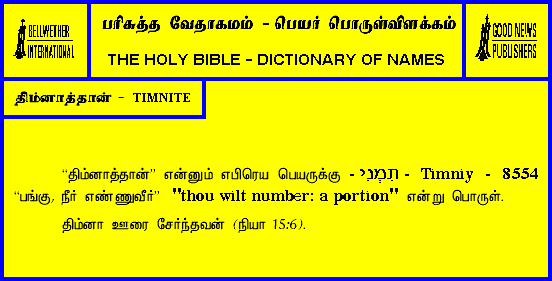 BELLWETHER
INTERNATIONAL
பரிசுத்த வேதாகமம் - பெயர் பொருள்விளக்கம்
THE HOLY BIBLE - DICTIONARY OF NAMES
GOOD NEWS
PUBLISHERS
திம்னாத்தான் - TIMNITE
“திம்னாத்தான்” என்னும் எபிரெய பெயருக்கு - תִּמְנִי - Timniy - 8554
“பங்கு, நீர் எண்ணுவீர்” "thou wilt number: a portion" என்று பொருள்.
திம்னா ஊரை சேர்ந்தவன் (நியா 15:6).